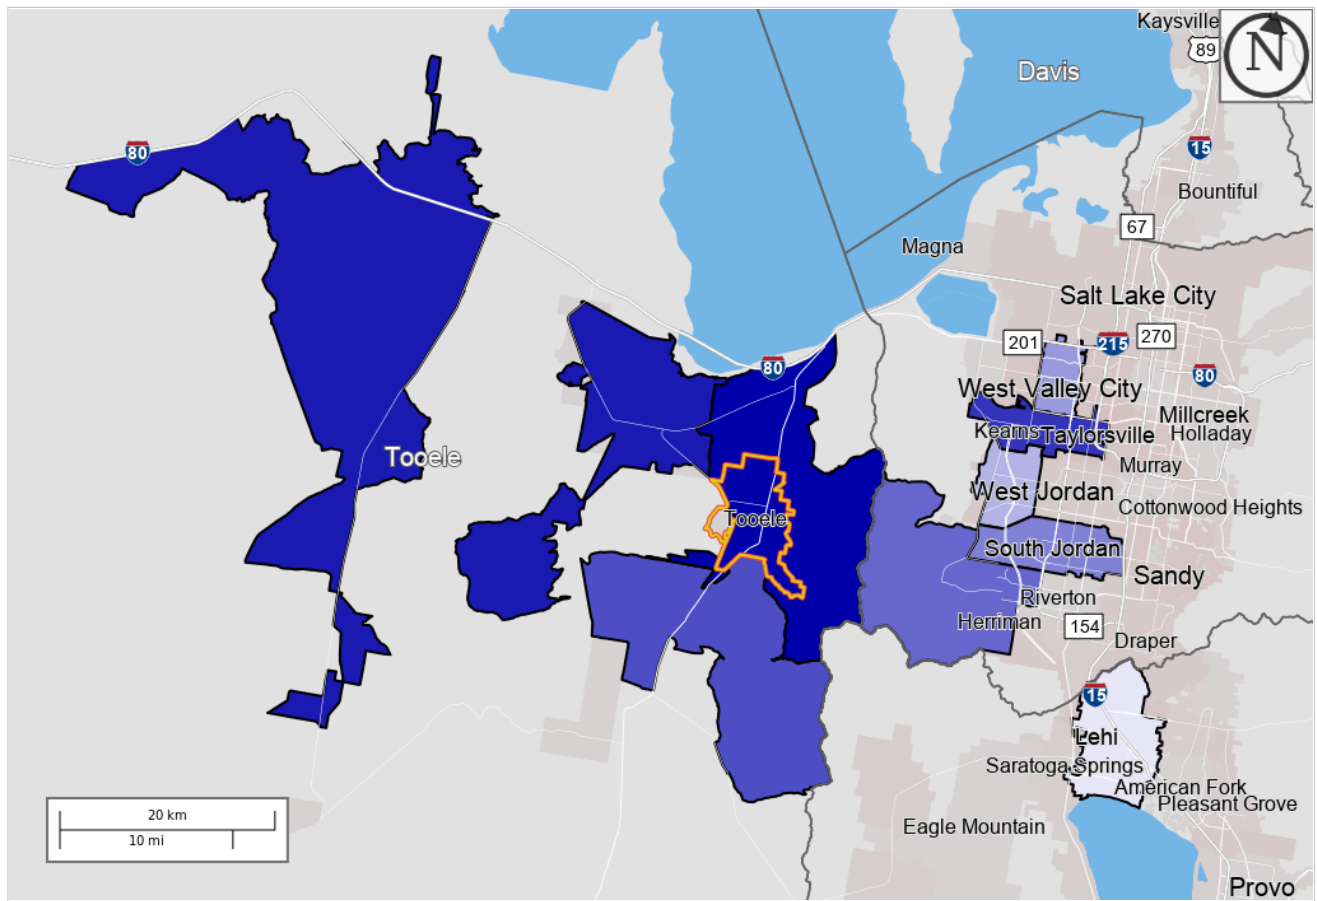 Kaysville
89
N
Davis
80
15
Bountiful
67
Magna
Salt Lake City
201
215
270
80
80
West Valley City
Millcreek
Kearns
Taylorsville
Holladay
Tooele
Murray
West Jordan
Cottonwood Heights
Tooele
South Jordan
Sandy
Riverton
Herriman
154
Draper
15
Lehi
Saratoga Springs
American Fork
Pleasant Grove
20 km
10 mi
Eagle Mountain
Provo